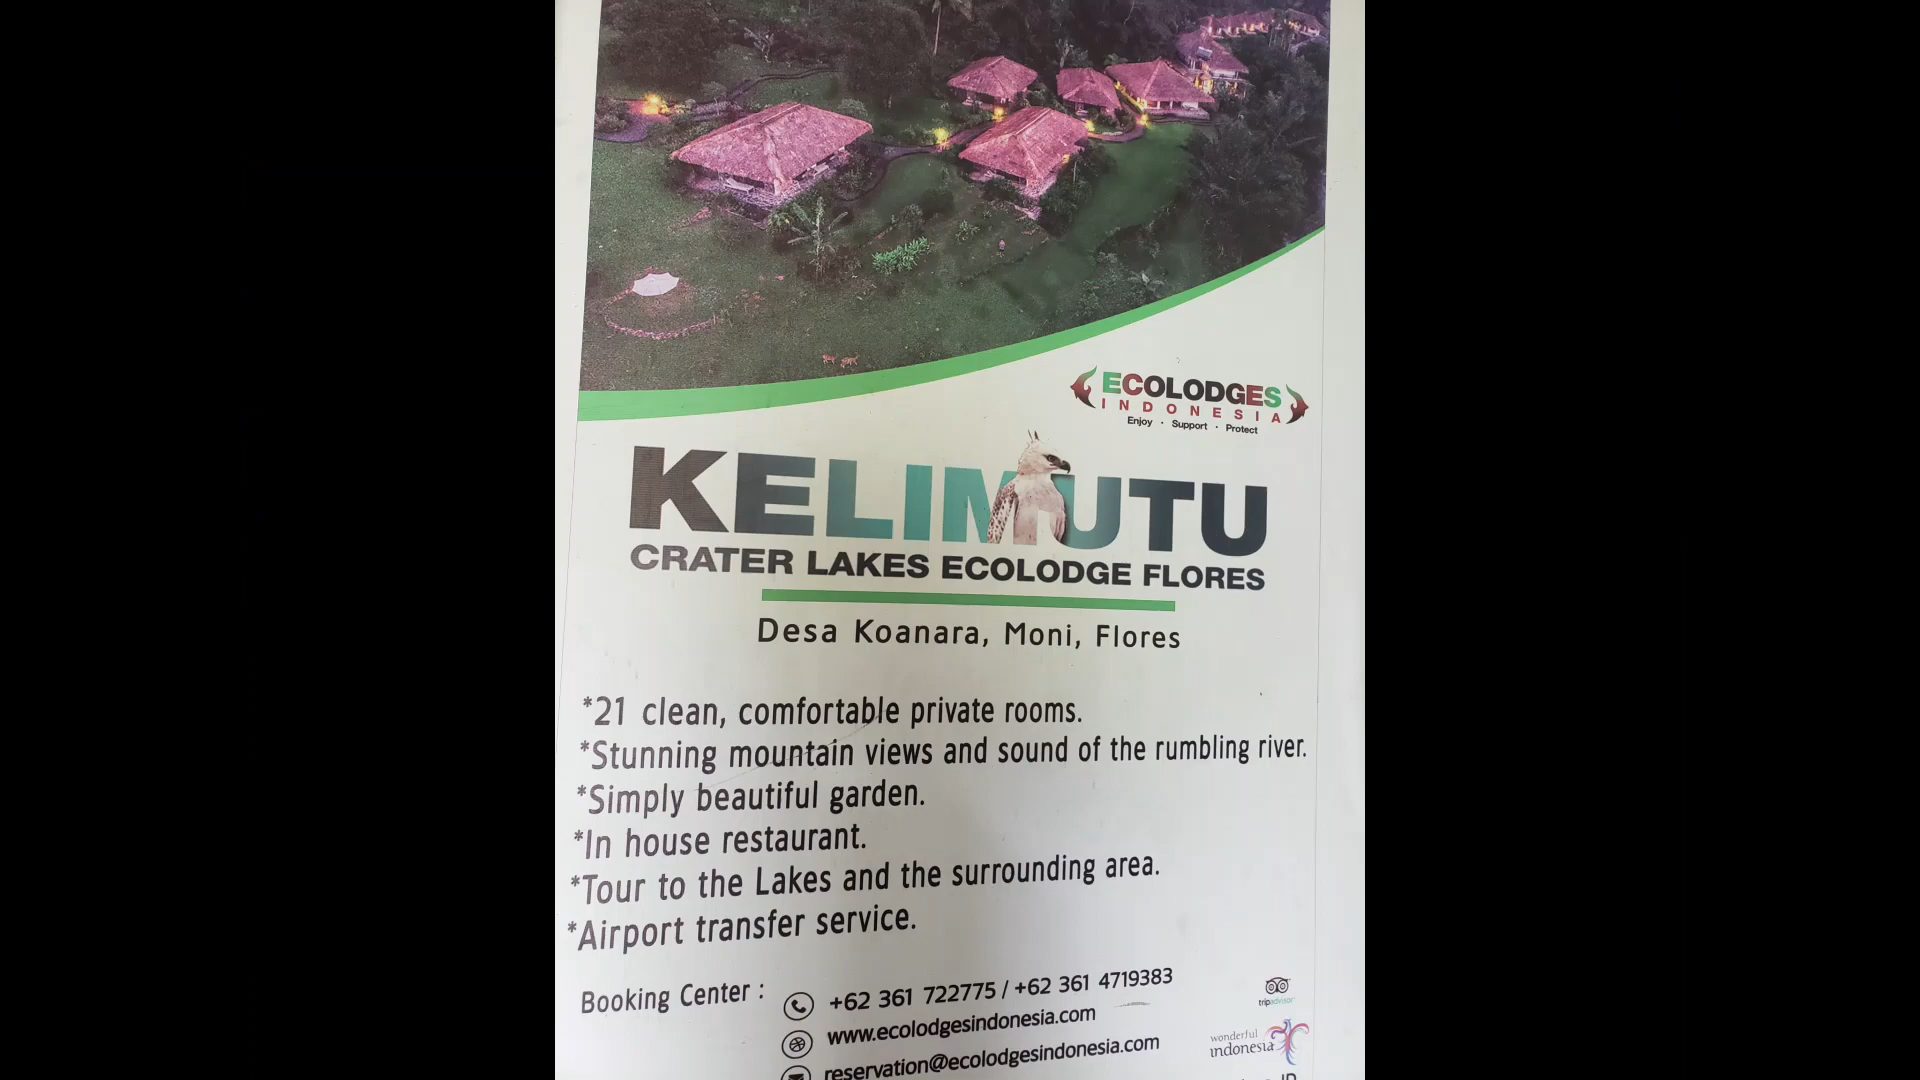 ECOLODGES
INDONESIA
Enjoy · Support · Protect
KELIMUTU
CRATER LAKES ECOLODGE FLORES
Desa Koanara, Moni, Flores
*21 clean, comfortable private rooms.
*Stunning mountain views and sound of the rumbling river.
*Simply beautiful garden.
*In house restaurant.
*Tour to the Lakes and the surrounding area.
*Airport transfer service.
Booking Center :
+62 361 722775 / +62 361 4719383
www.ecolodgesindonesia.com
reservation@ecolodgesindonesia.com
tripadvisor
wonderful
indonesia